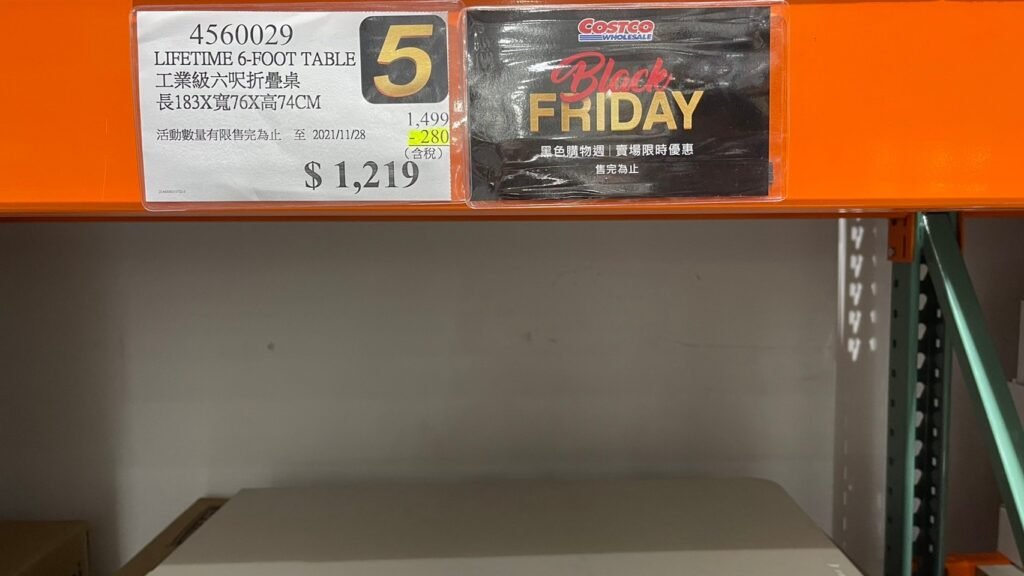 4560029
LIFETIME 6-FOOT TABLE
工業級六呎折疊桌
長183X寬76X高74CM
5
1,499
-280
活動數量有限售完為止 至 2021/11/28
(含稅)
$ 1,219
COSTCO
WHOLESALE
Black
FRIDAY
黑色購物週|賣場限時優惠
售完為止